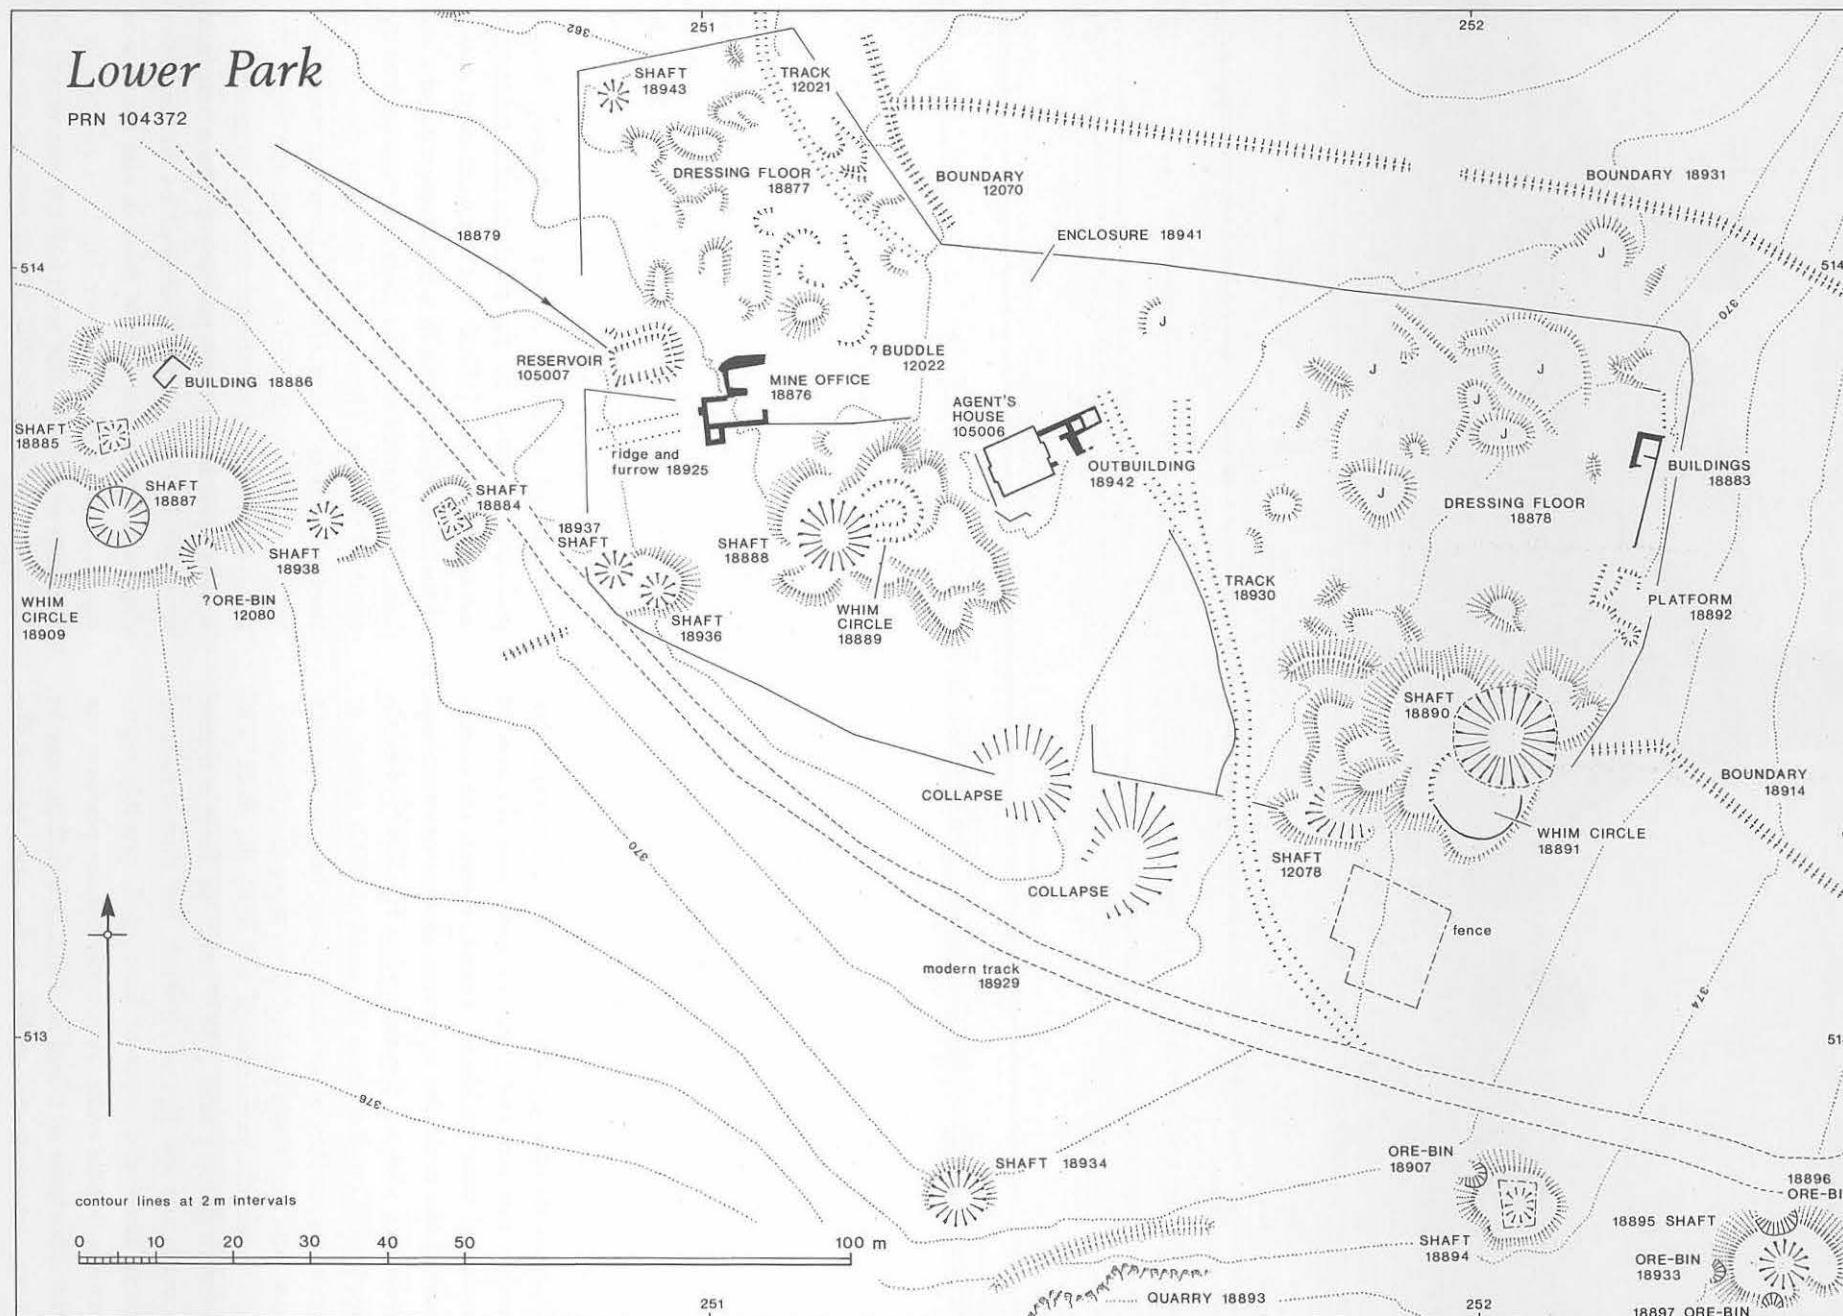 251
252
Lower Park
PRN 104372
362
SHAFT
18943
TRACK
12021
DRESSING FLOOR
18877
BOUNDARY
12070
BOUNDARY 18931
18879
ENCLOSURE 18941
514
J
514
370
J
RESERVOIR
105007
? BUDDLE
12022
MINE OFFICE
18876
BUILDING 18886
AGENT'S
HOUSE
105006
J
J
J
J
J
SHAFT
18885
ridge and
furrow 18925
OUTBUILDING
18942
BUILDINGS
18883
SHAFT
18887
SHAFT
18884
DRESSING FLOOR
18878
18937
SHAFT
SHAFT
18888
SHAFT
18938
WHIM
CIRCLE
18909
?ORE-BIN
12080
SHAFT
18936
WHIM
CIRCLE
18889
TRACK
18930
PLATFORM
18892
SHAFT
18890
BOUNDARY
18914
COLLAPSE
WHIM CIRCLE
18891
370
SHAFT
12078
COLLAPSE
fence
modern track
18929
374
513
376
SHAFT 18934
ORE-BIN
18907
18896
ORE-BI
contour lines at 2 m intervals
18895 SHAFT
0 10 20 30 40 50 100 m
SHAFT
18894
ORE-BIN
18933
QUARRY 18893
251
252
18897 ORE-BIN